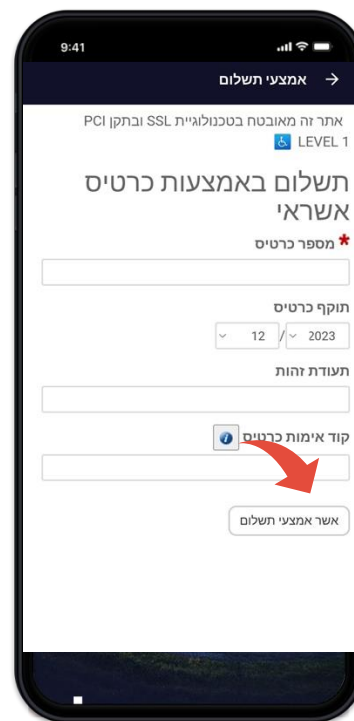 9:41
אמצעי תשלום
אתר זה מאובטח בטכנולוגיית SSL ובתקן PCI
LEVEL 1
תשלום באמצעות כרטיס
אשראי
* מספר כרטיס
תוקף כרטיס
2023 / 12
תעודת זהות
קוד אימות כרטיס
אשר אמצעי תשלום